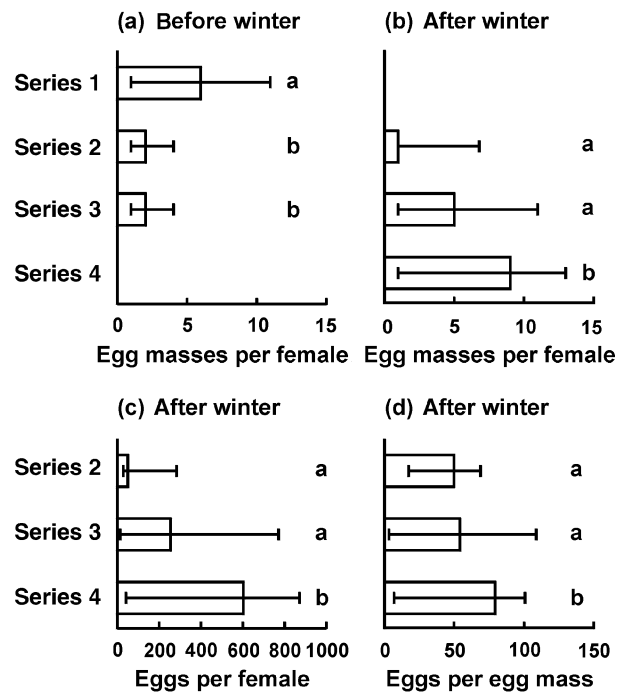 (a) Before winter
(b) After winter
Series 1
a
Series 2
b
a
Series 3
b
a
Series 4
b
0 5 10 15
0 5 10 15
Egg masses per female
Egg masses per female
(c) After winter
(d) After winter
Series 2
a
a
Series 3
a
a
Series 4
b
b
0 200 400 600 800 1000
0 50 100 150
Eggs per female
Eggs per egg mass